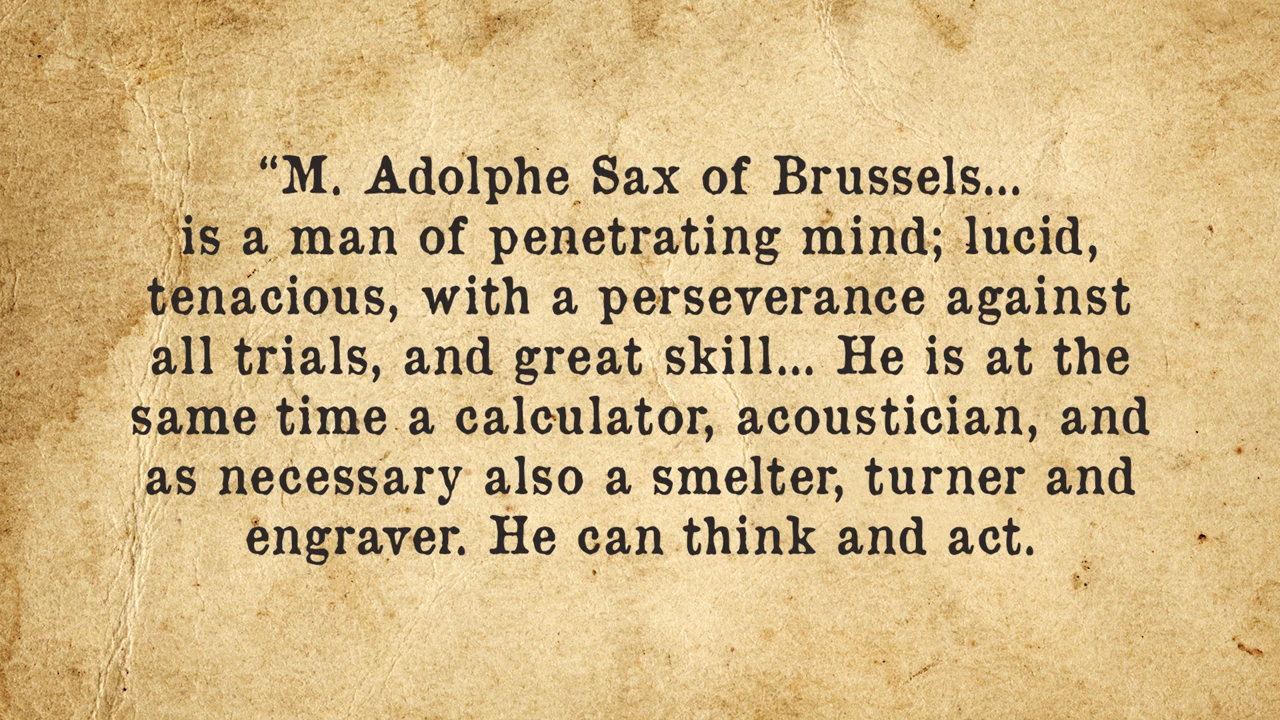 “M. Adolphe Sax of Brussels...
is a man of penetrating mind; lucid,
tenacious, with a perseverance against
all trials, and great skill... He is at the
same time a calculator, acoustician, and
as necessary also a smelter, turner and
engraver. He can think and act.